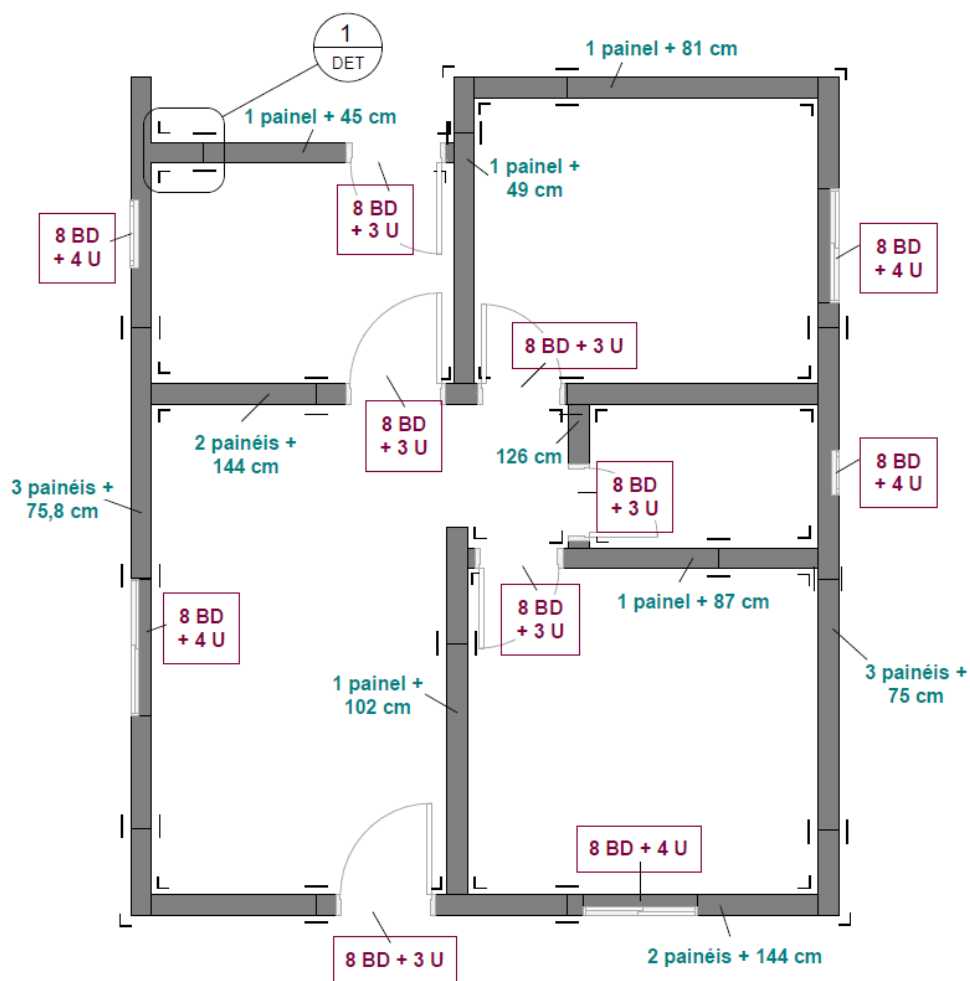 1
DET
1 painel + 81 cm
1 painel + 45 cm
1 painel +
49 cm
8 BD
+ 3 U
8 BD
+ 4 U
8 BD
+ 4 U
8 BD + 3 U
8 BD
+ 3 U
2 painéis +
144 cm
126 cm
8 BD
+ 4 U
3 painéis +
75,8 cm
8 BD
+ 3 U
1 painel + 87 cm
8 BD
+ 4 U
8 BD
+ 3 U
3 painéis +
75 cm
1 painel +
102 cm
8 BD + 4 U
8 BD + 3 U
2 painéis + 144 cm